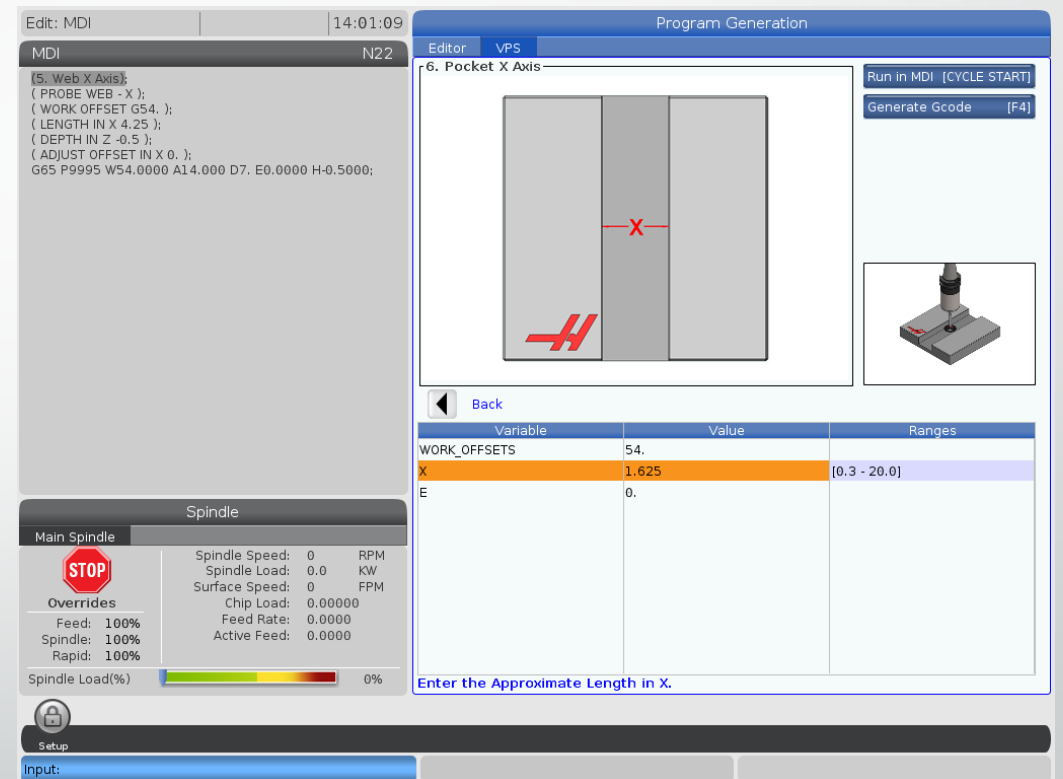 Edit: MDI 14:01:09
MDI N22
(5. Web X Axis);
( PROBE WEB - X );
( WORK OFFSET G54. );
( LENGTH IN X 4.25 );
( DEPTH IN Z -0.5 );
( ADJUST OFFSET IN X 0. );
G65 P9995 W54.0000 A14.000 D7. E0.0000 H-0.5000;
Spindle
Main Spindle
STOP
Overrides
Feed: 100%
Spindle: 100%
Rapid: 100%
Spindle Speed: 0 RPM
Spindle Load: 0.0 KW
Surface Speed: 0 FPM
Chip Load: 0.00000
Feed Rate: 0.0000
Active Feed: 0.0000
Spindle Load(%) 0%
Setup
Input:
Program Generation
Editor VPS
6. Pocket X Axis
X
H
Run in MDI [CYCLE START]
Generate Gcode [F4]
Back
Variable Value Ranges
WORK_OFFSETS 54.
X 1.625 [0.3 - 20.0]
E 0.
Enter the Approximate Length in X.